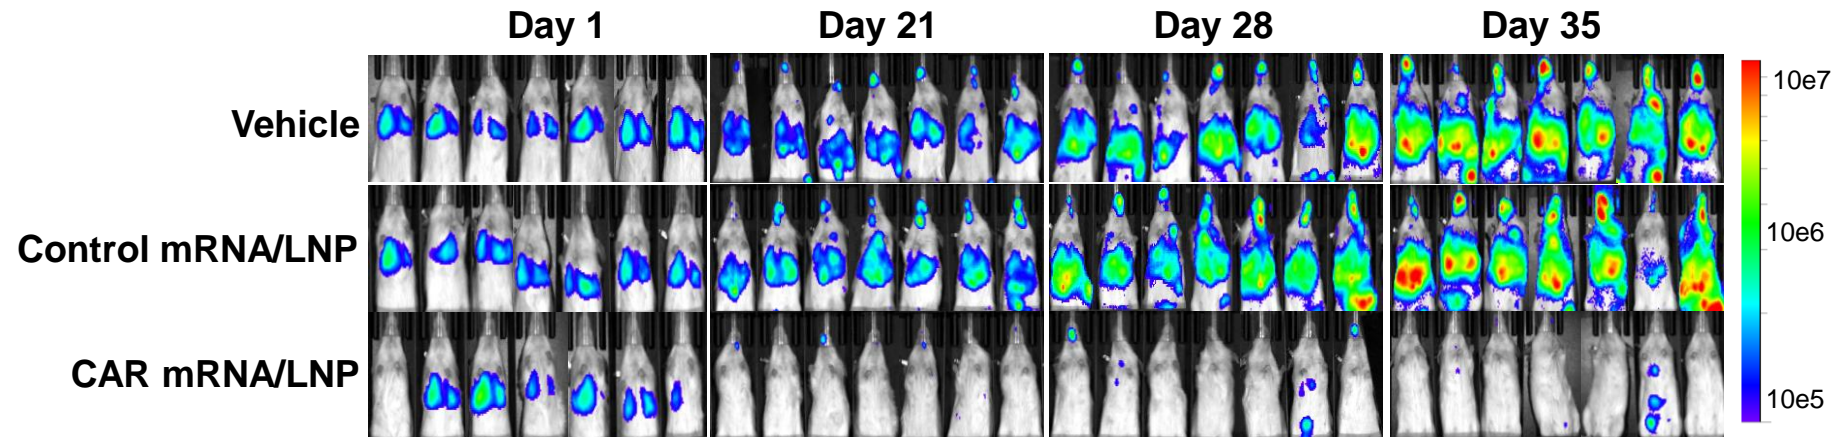 Day 1 Day 21 Day 28 Day 35
Vehicle
Control mRNA/LNP
CAR mRNA/LNP
10e7
10e6
10e5